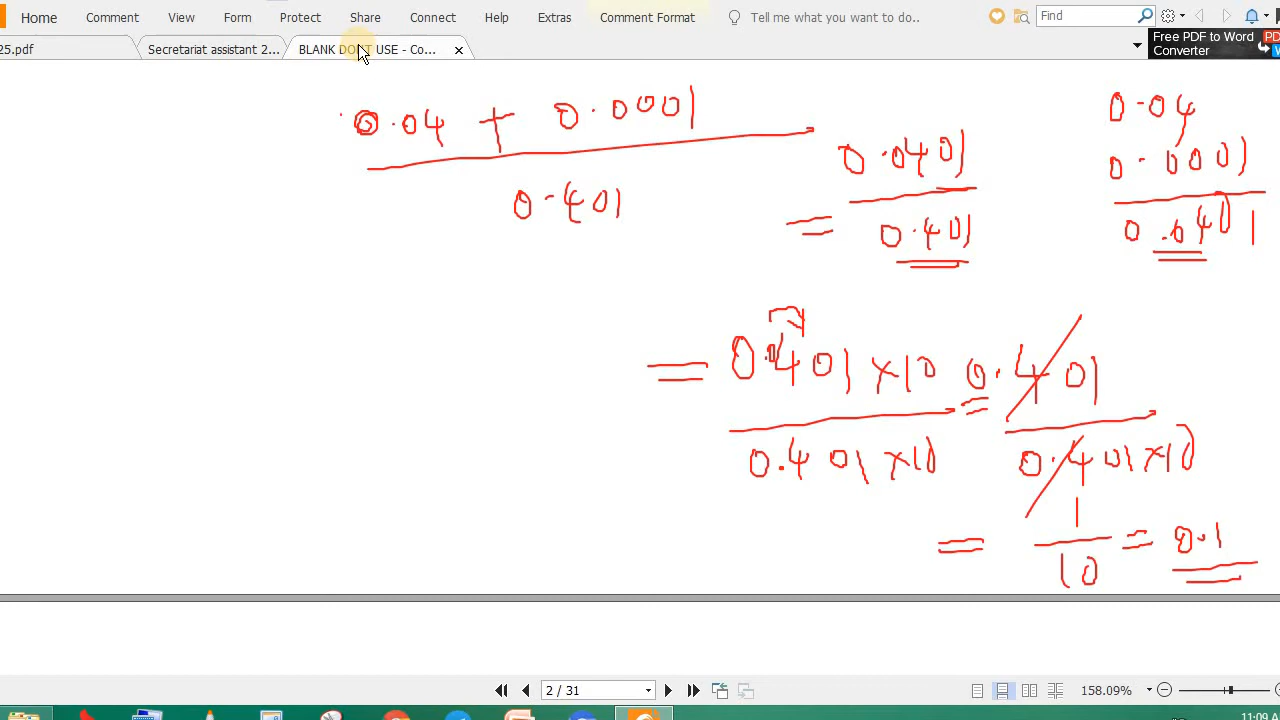 Home Comment View Form Protect Share Connect Help Extras Comment Format Tell me what you want to do.. Find
25.pdf Secretariat assistant 2... BLANK DONT USE - Co... Free PDF to Word Converter
0.04 + 0.0001
0.401
= 0.0401
0.401
0.04
0.0001
0.0401
= 0.0401×10 = 0.401
0.401×10 0.401×10
= 1 = 0.1
10
2 / 31 158.09%
11:09 A